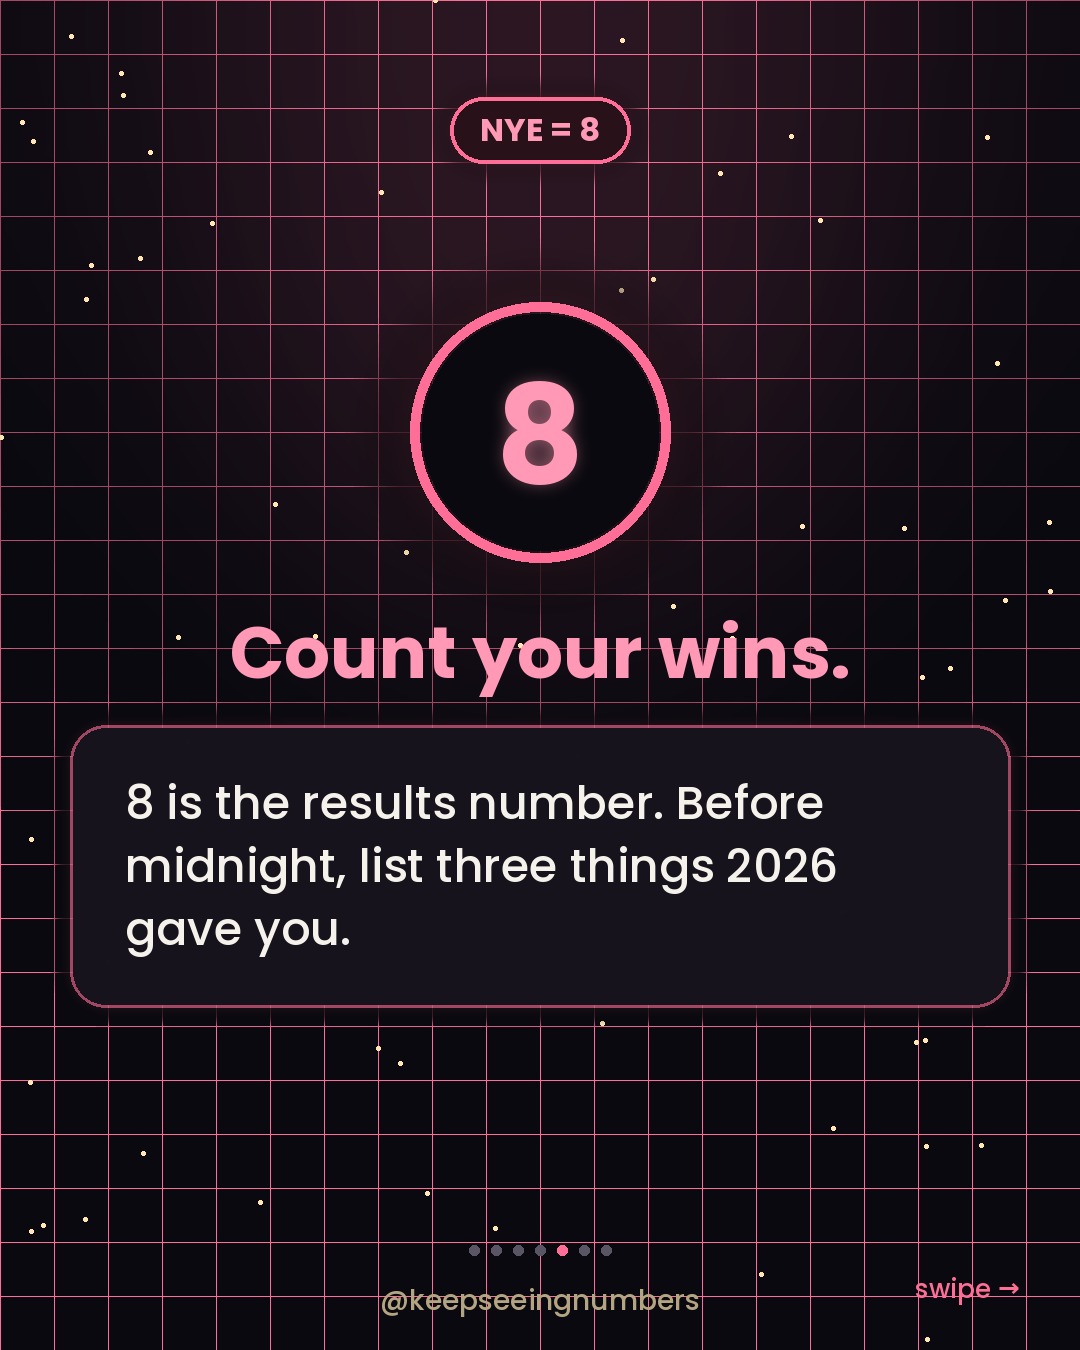 NYE = 8
8
Count your wins.
8 is the results number. Before
midnight, list three things 2026
gave you.
@keepseeingnumbers
swipe →